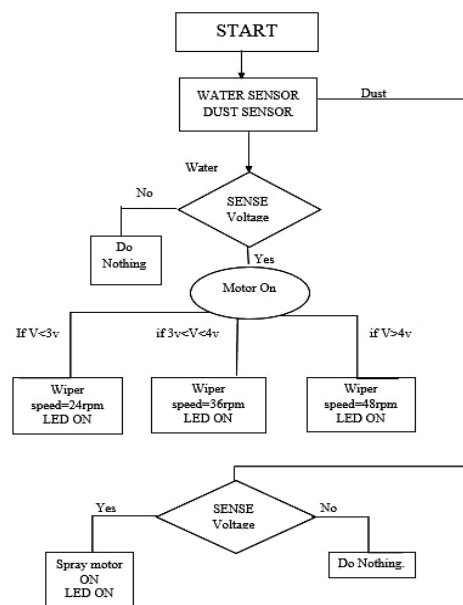 START
WATER SENSOR
DUST SENSOR
Dust
Water
No
SENSE
Voltage
Do
Nothing
Yes
Motor On
If V<3v
if 3v<V<4v
if V>4v
Wiper
speed=24rpm
LED ON
Wiper
speed=36rpm
LED ON
Wiper
speed=48rpm
LED ON
Yes
SENSE
Voltage
No
Spray motor
ON
LED ON
Do Nothing.